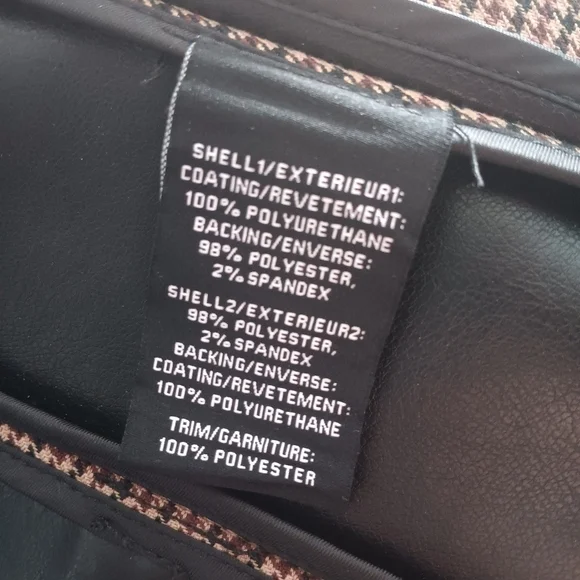 SHELL1/EXTERIEUR1:
COATING/REVETEMENT:
100% POLYURETHANE
BACKING/ENVERSE:
98% POLYESTER,
2% SPANDEX
SHELL2/EXTERIEUR2:
98% POLYESTER,
2% SPANDEX
BACKING/ENVERSE:
COATING/REVETEMENT:
100% POLYURETHANE
TRIM/GARNITURE:
100% POLYESTER